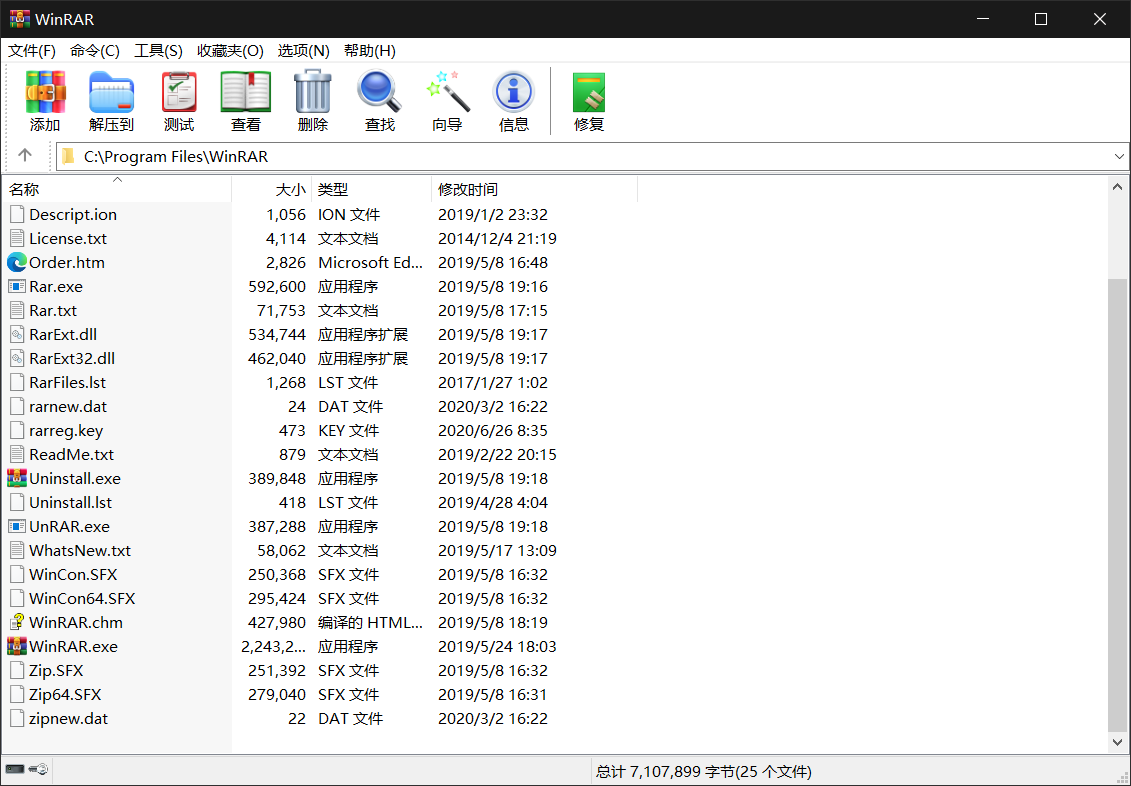 WinRAR
文件(F) 命令(C) 工具(S) 收藏夹(O) 选项(N) 帮助(H)
添加 解压到 测试 查看 删除 查找 向导 信息 修复
C:\Program Files\WinRAR
名称 大小 类型 修改时间
Descript.ion 1,056 ION 文件 2019/1/2 23:32
License.txt 4,114 文本文档 2014/12/4 21:19
Order.htm 2,826 Microsoft Ed... 2019/5/8 16:48
Rar.exe 592,600 应用程序 2019/5/8 19:16
Rar.txt 71,753 文本文档 2019/5/8 17:15
RarExt.dll 534,744 应用程序扩展 2019/5/8 19:17
RarExt32.dll 462,040 应用程序扩展 2019/5/8 19:17
RarFiles.lst 1,268 LST 文件 2017/1/27 1:02
rarnew.dat 24 DAT 文件 2020/3/2 16:22
rarreg.key 473 KEY 文件 2020/6/26 8:35
ReadMe.txt 879 文本文档 2019/2/22 20:15
Uninstall.exe 389,848 应用程序 2019/5/8 19:18
Uninstall.lst 418 LST 文件 2019/4/28 4:04
UnRAR.exe 387,288 应用程序 2019/5/8 19:18
WhatsNew.txt 58,062 文本文档 2019/5/17 13:09
WinCon.SFX 250,368 SFX 文件 2019/5/8 16:32
WinCon64.SFX 295,424 SFX 文件 2019/5/8 16:32
WinRAR.chm 427,980 编译的 HTML... 2019/5/8 18:19
WinRAR.exe 2,243,2... 应用程序 2019/5/24 18:03
Zip.SFX 251,392 SFX 文件 2019/5/8 16:32
Zip64.SFX 279,040 SFX 文件 2019/5/8 16:31
zipnew.dat 22 DAT 文件 2020/3/2 16:22
总计 7,107,899 字节(25 个文件)